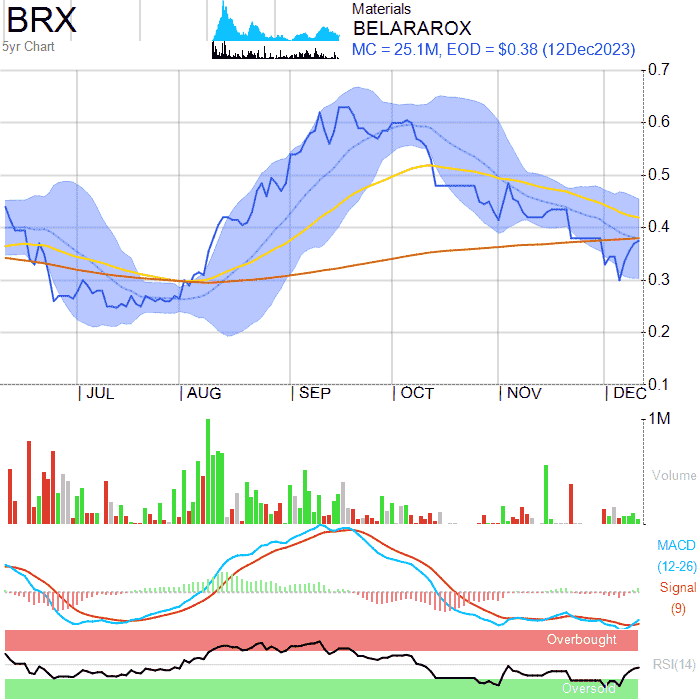 BRX
5yr Chart
Materials
BELARAROX
MC = 25.1M, EOD = $0.38 (12Dec2023)
0.7
0.6
0.5
0.4
0.3
0.2
0.1
JUL AUG SEP OCT NOV DEC
1M
Volume
MACD
(12-26)
Signal
(9)
Overbought
RSI(14)
Oversold